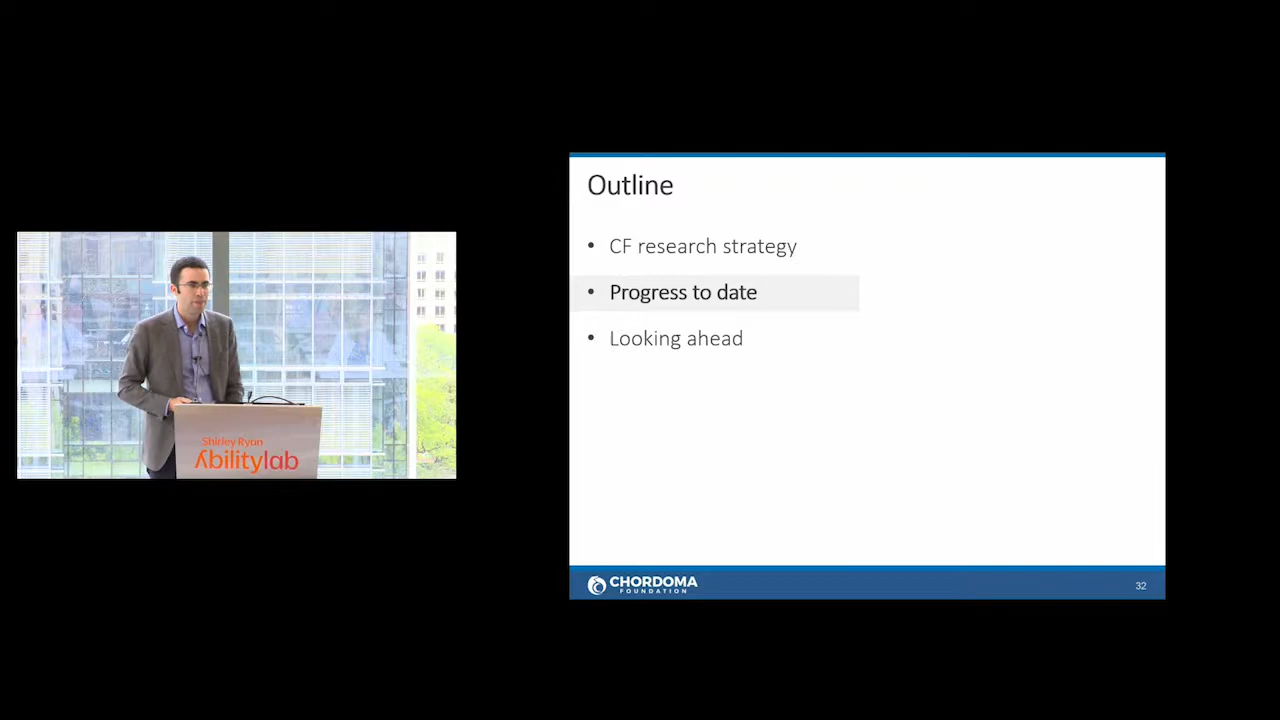 Outline
• CF research strategy
• Progress to date
• Looking ahead
CHORDOMA
FOUNDATION
32
Shirley Ryan
Abilitylab